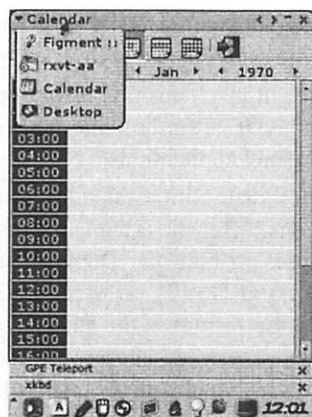 Calendar
Figment ::
rxvt-aa
Jan 1970
Calendar
Desktop
03:00
04:00
05:00
06:00
07:00
08:00
09:00
10:00
11:00
12:00
13:00
14:00
15:00
16:00
GPE Teleport
xkbd
A 12:01